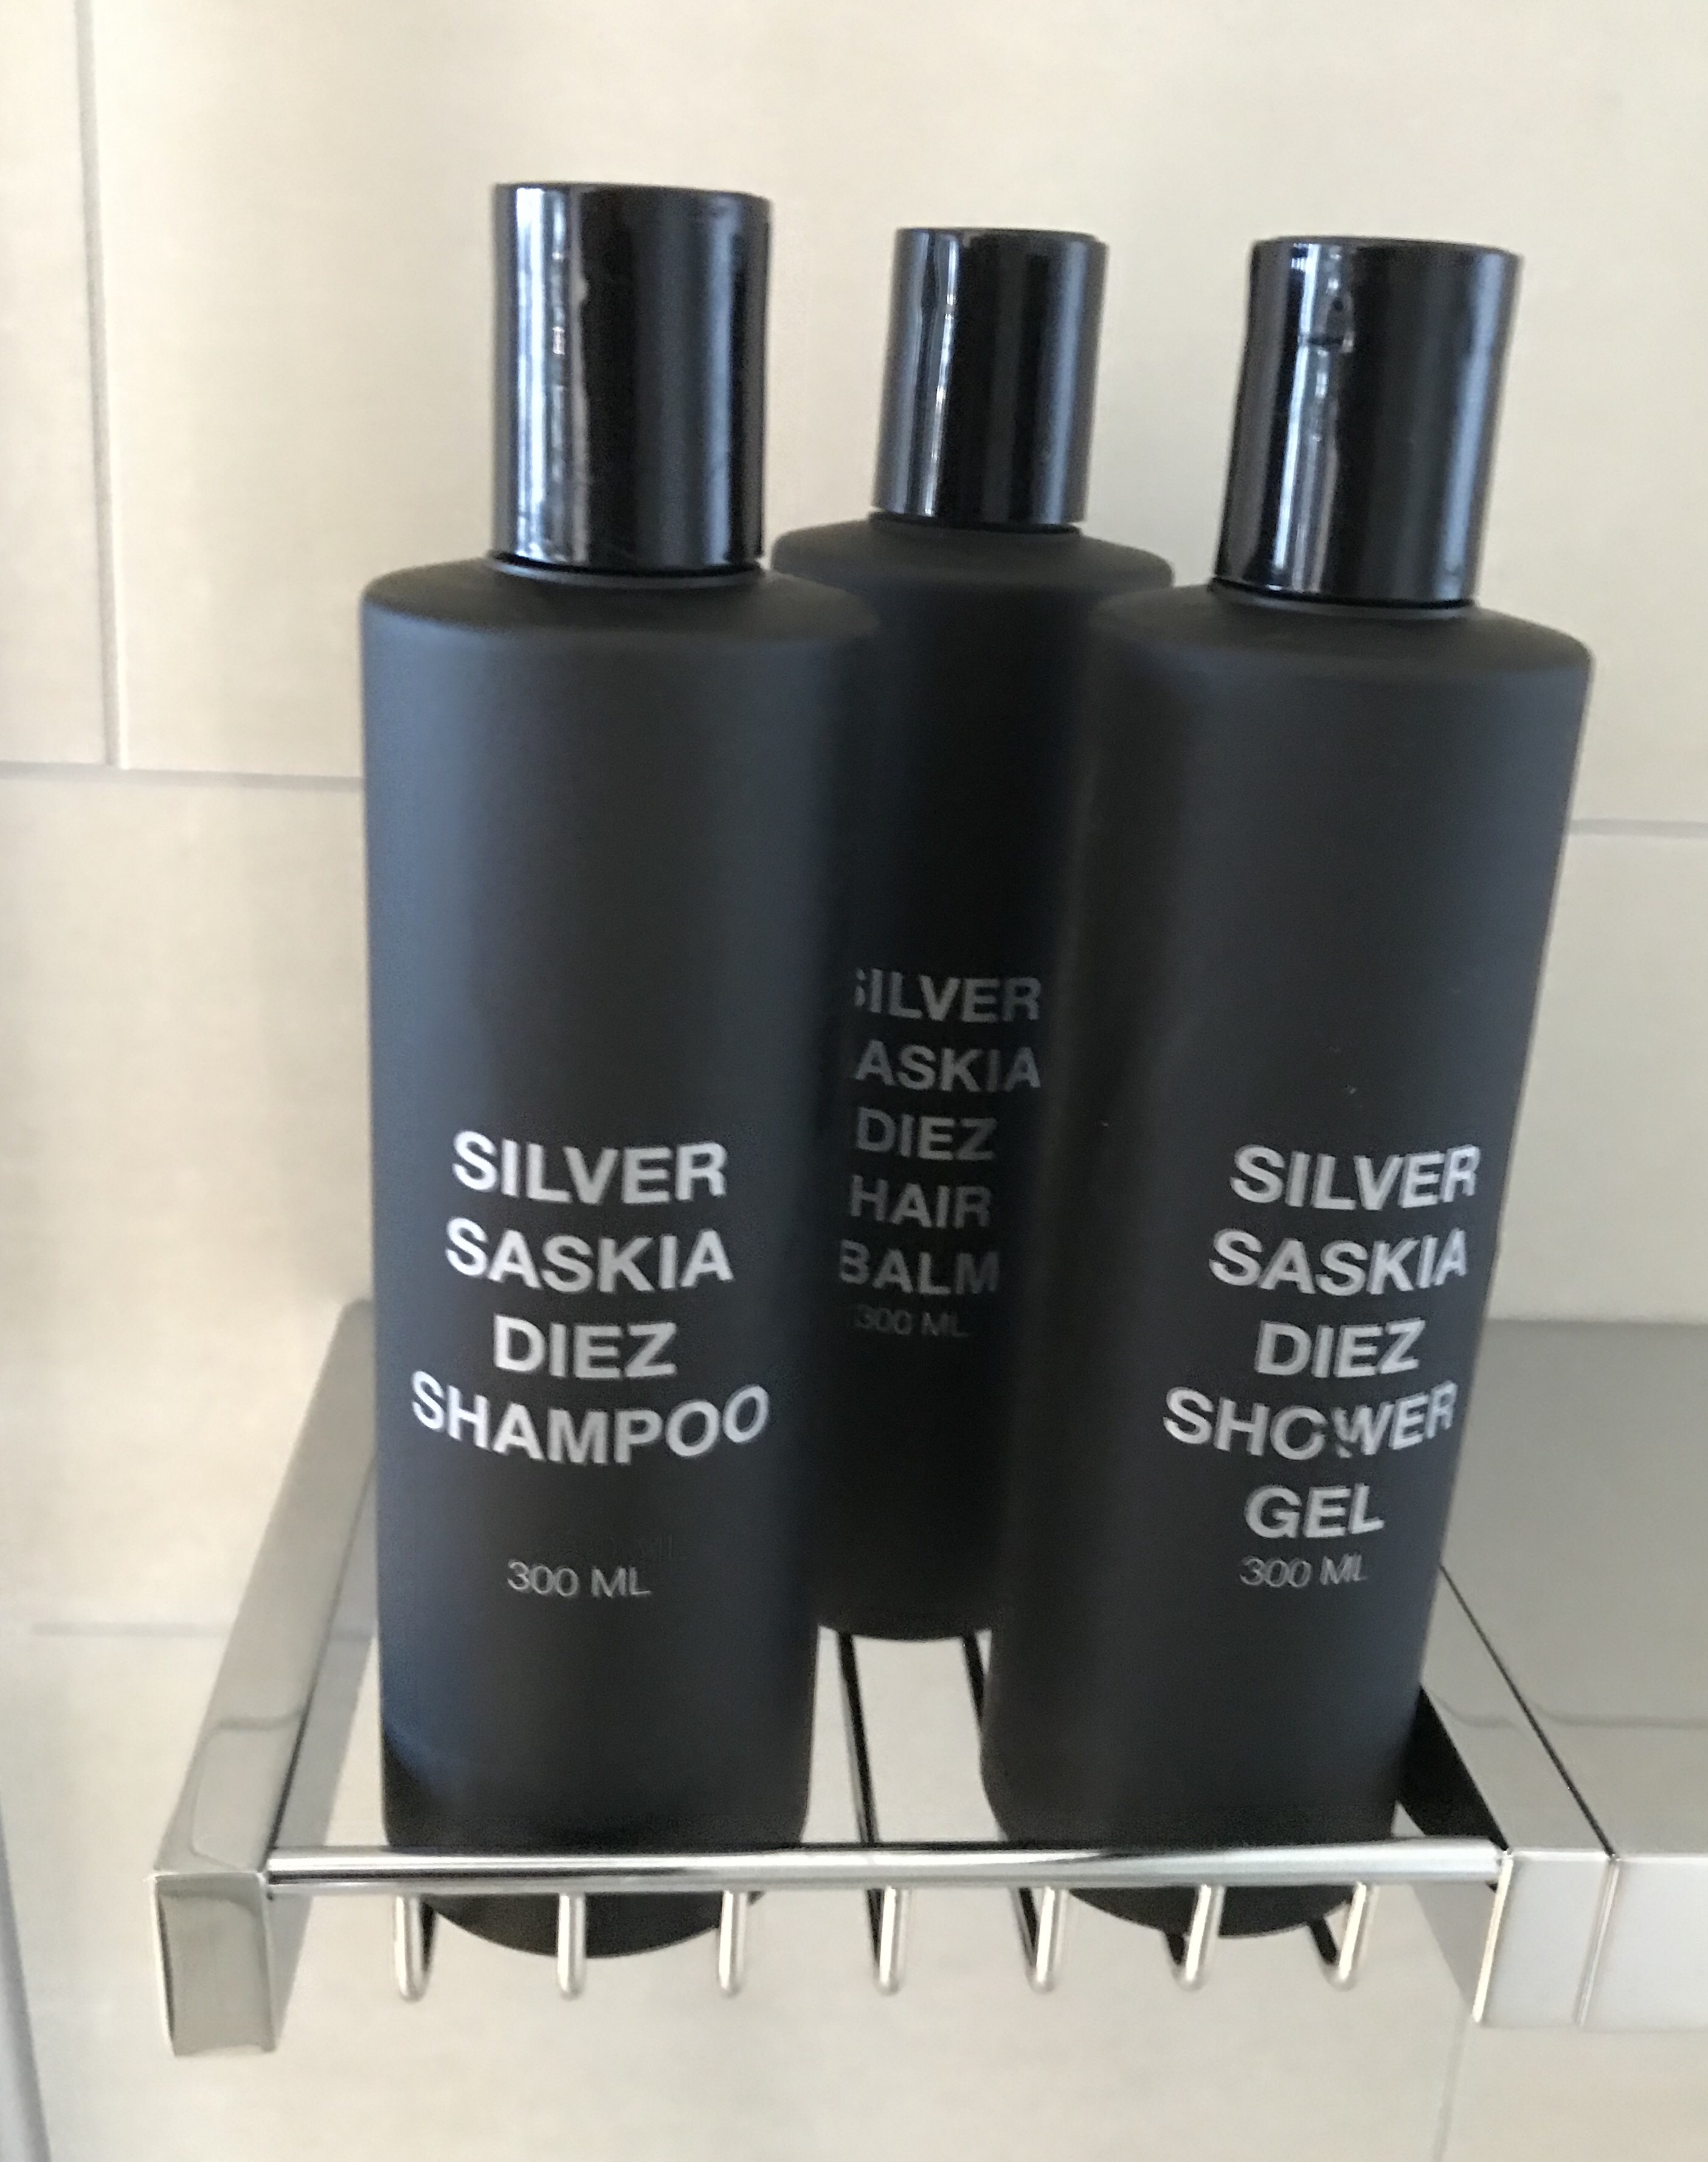 SILVER
SASKIA
DIEZ
SHAMPOO
300 ML
SILVER
ASKIA
DIEZ
HAIR
BALM
300 ML
SILVER
SASKIA
DIEZ
SHOWER
GEL
300 ML